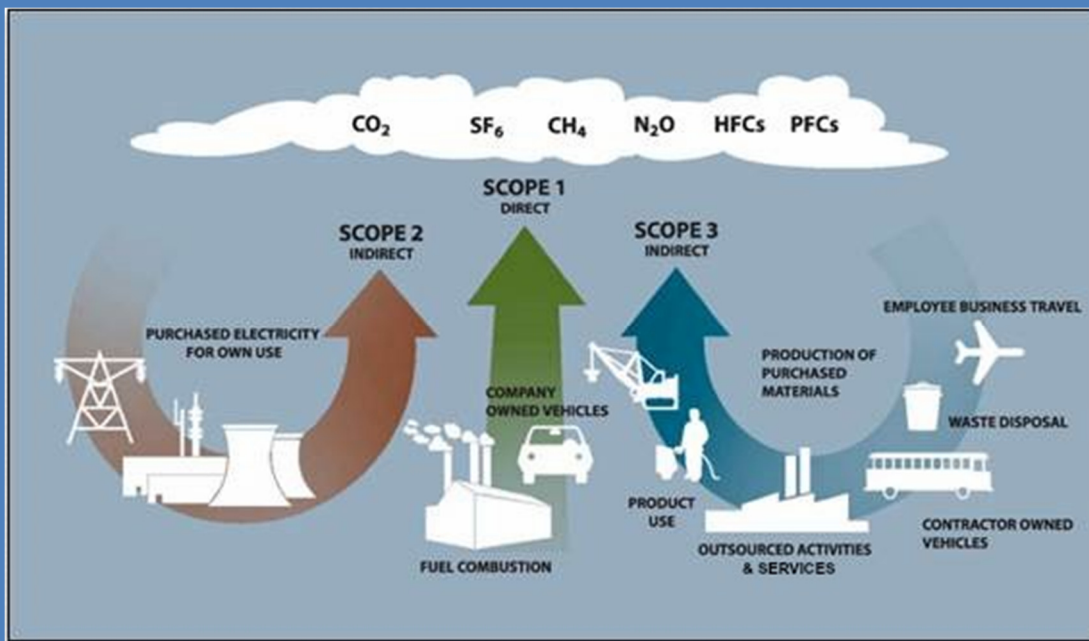 CO₂ SF₆ CH₄ N₂O HFCs PFCs
SCOPE 1
DIRECT
SCOPE 2
INDIRECT
SCOPE 3
INDIRECT
PURCHASED ELECTRICITY
FOR OWN USE
COMPANY
OWNED VEHICLES
FUEL COMBUSTION
EMPLOYEE BUSINESS TRAVEL
PRODUCTION OF
PURCHASED
MATERIALS
WASTE DISPOSAL
PRODUCT
USE
CONTRACTOR OWNED
VEHICLES
OUTSOURCED ACTIVITIES
& SERVICES